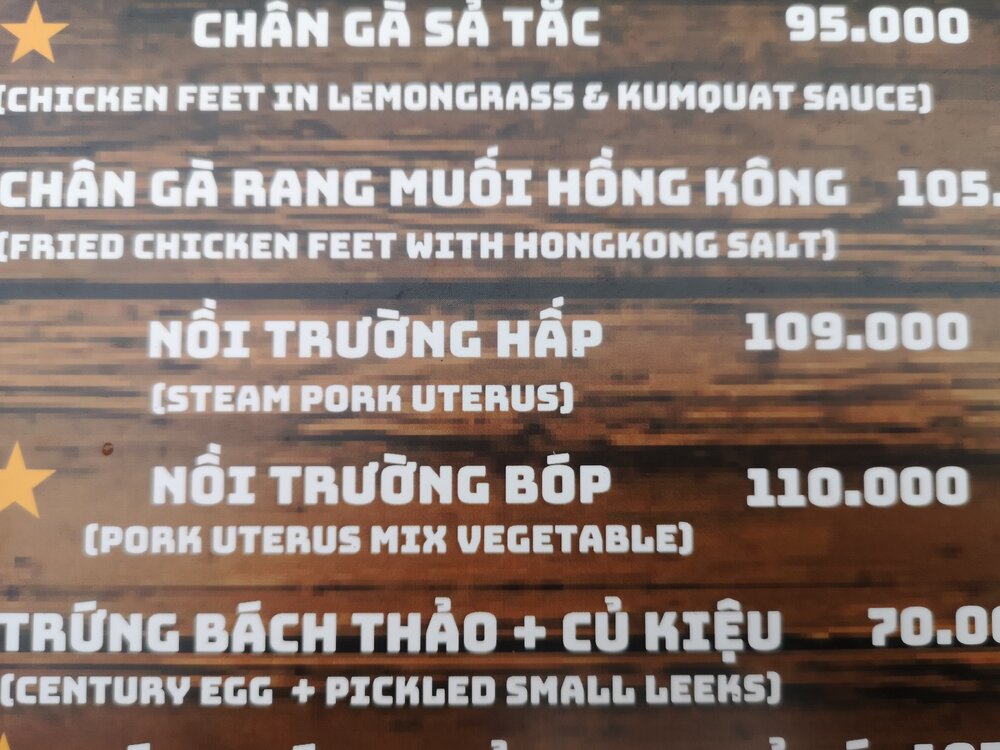 CHÂN GÀ SẢ TẮC 95.000
(CHICKEN FEET IN LEMONGRASS & KUMQUAT SAUCE)
CHÂN GÀ RANG MUỐI HỒNG KÔNG 105.
(FRIED CHICKEN FEET WITH HONGKONG SALT)
NỒI TRƯỜNG HẤP 109.000
(STEAM PORK UTERUS)
NỒI TRƯỜNG BÓP 110.000
(PORK UTERUS MIX VEGETABLE)
TRỨNG BÁCH THẢO + CỦ KIỆU 70.00
(CENTURY EGG + PICKLED SMALL LEEKS)